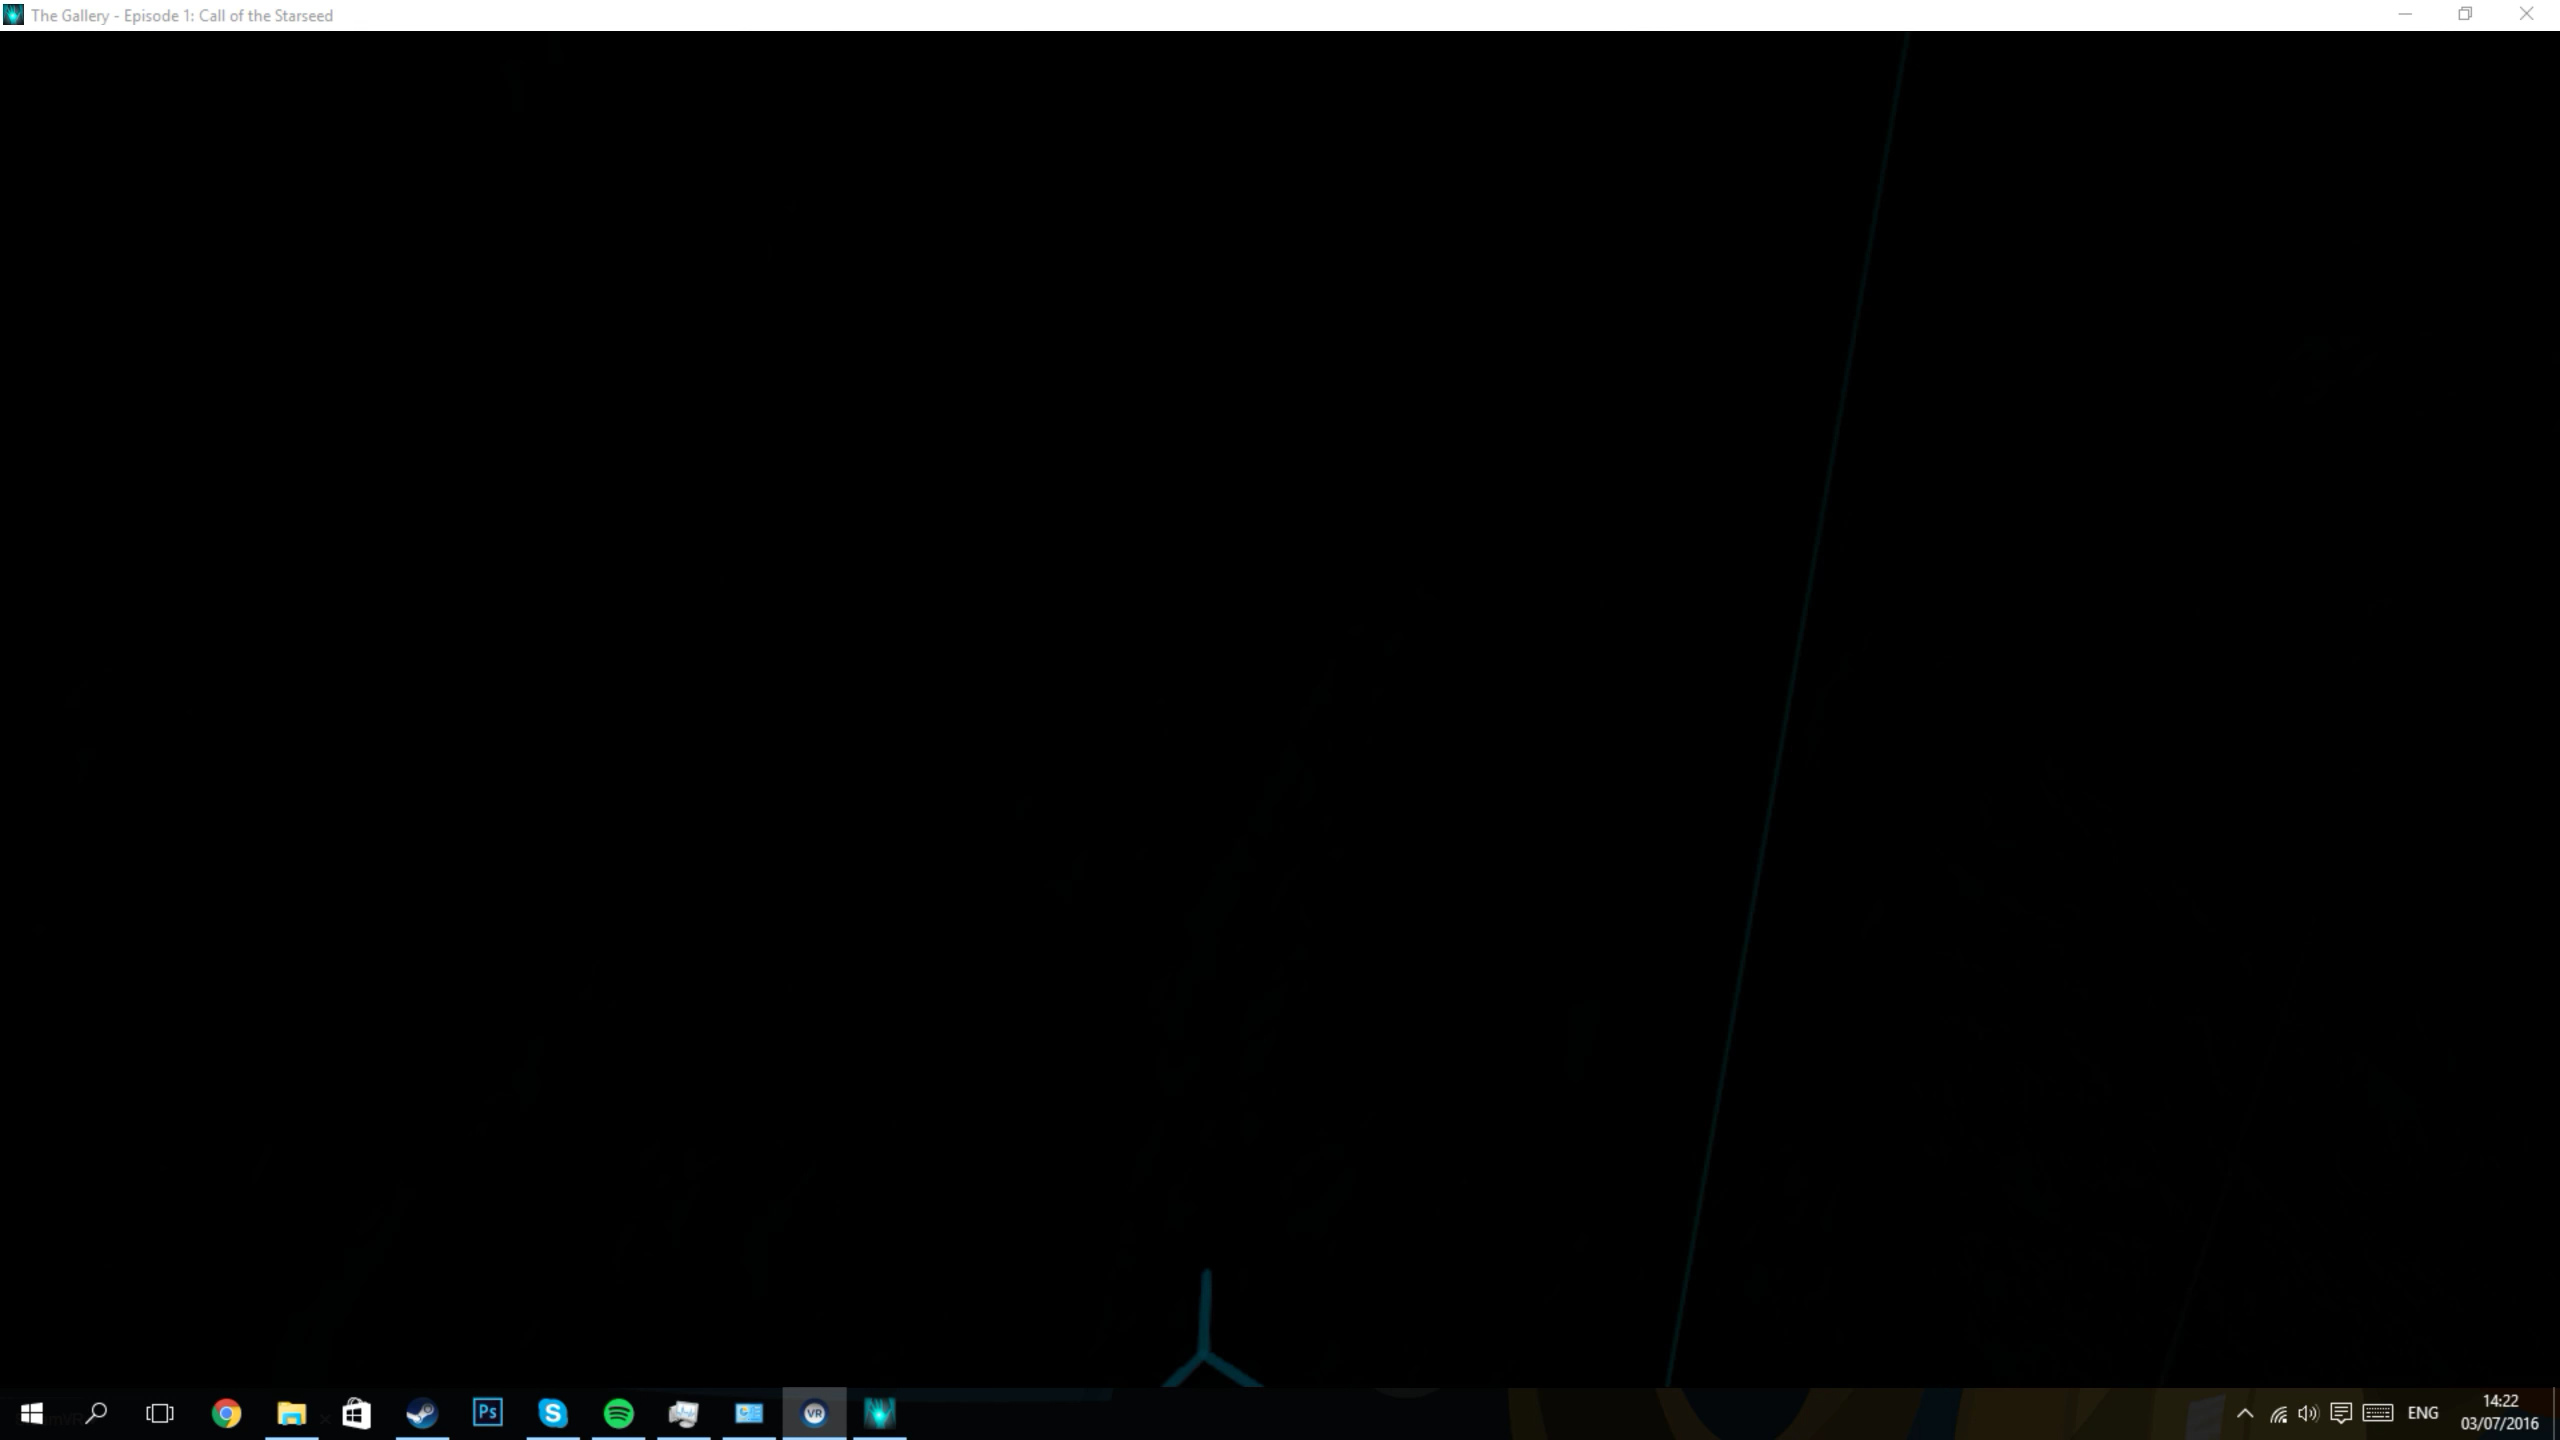 The Gallery - Episode 1: Call of the Starseed
Ps
VR
ENG
14:22
03/07/2016